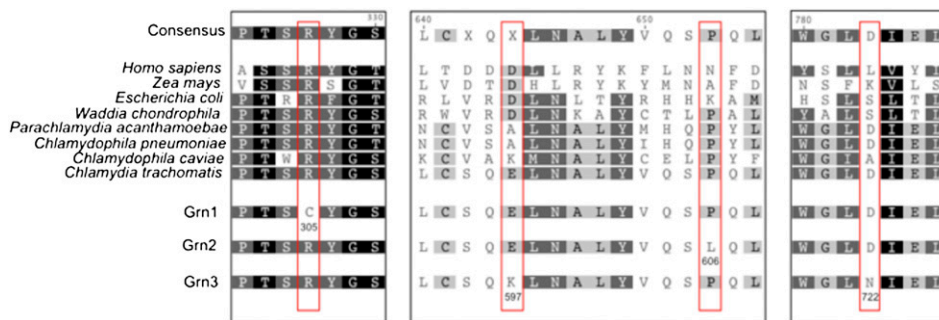 330 640 650 780
Consensus P T S R Y G S L C X Q X L N A L Y V Q S P Q L W G L D I E L
Homo sapiens A S S R Y G T L T D D D L L R Y K F L N N F D Y S L L V Y L
Zea mays V S S R S G T L V D T D H L R Y K Y M N A F D N S F K V L S
Escherichia coli P T R R F G T R L V R D L N L T Y R H H K A M H S L S L T L
Waddia chondrophila P T S R Y G S R W V R D L N K A Y C T L P A L Y A L S L T I
Parachlamydia acanthamoebae P T S R Y G T N C V S A L N A L Y M H Q P Y L W G L D I E L
Chlamydophila pneumoniae P T S R Y G T N C V S A L N A L Y I H Q P Y L W G L D I E L
Chlamydophila caviae P T W R Y G S K C V A K M N A L Y C E L P Y F W G L A I E L
Chlamydia trachomatis P T S R Y G S L C S Q E L N A L Y V Q S P Q L W G L D I E L
Grn1 P T S C Y G S L C S Q E L N A L Y V Q S P Q L W G L D I E L
305
Grn2 P T S R Y G S L C S Q E L N A L Y V Q S L Q L W G L D I E L
606
Grn3 P T S R Y G S L C S Q K L N A L Y V Q S P Q L W G L N I E L
597 722